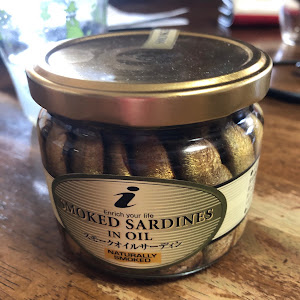 i
Enrich your life
SMOKED SARDINES
IN OIL
スモークオイルサーディン
NATURALLY
SMOKED